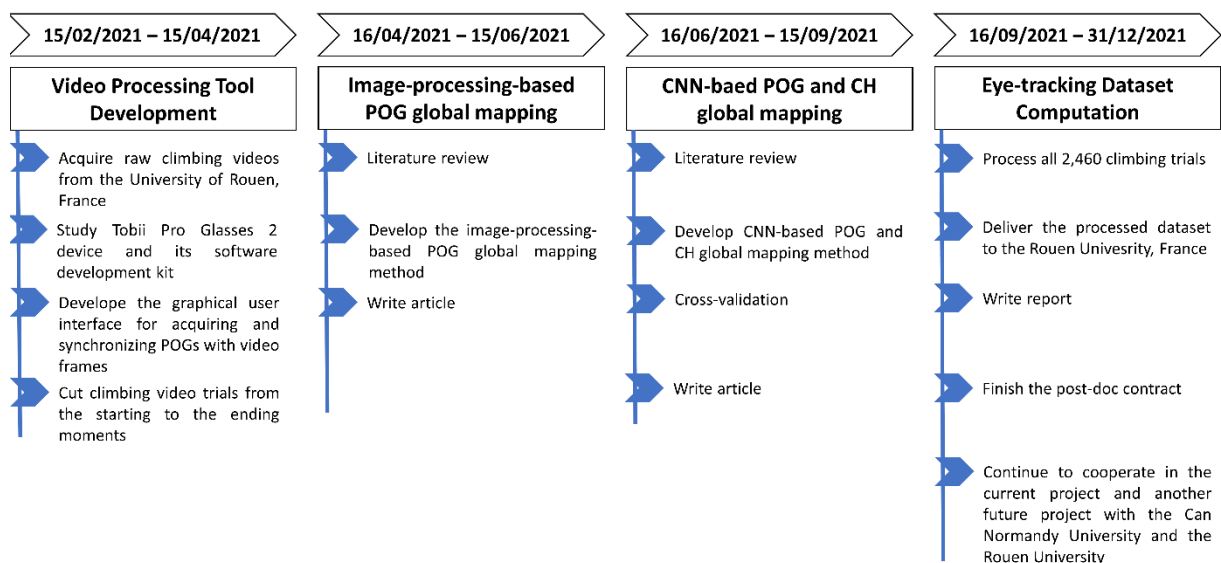 15/02/2021 – 15/04/2021
Video Processing Tool
Development
Acquire raw climbing videos
from the University of Rouen,
France
Study Tobii Pro Glasses 2
device and its software
development kit
Develope the graphical user
interface for acquiring and
synchronizing POGs with video
frames
Cut climbing video trials from
the starting to the ending
moments
16/04/2021 – 15/06/2021
Image-processing-based
POG global mapping
Literature review
Develop the image-processing-
based POG global mapping
method
Write article
16/06/2021 – 15/09/2021
CNN-baed POG and CH
global mapping
Literature review
Develop CNN-based POG and
CH global mapping method
Cross-validation
Write article
16/09/2021 – 31/12/2021
Eye-tracking Dataset
Computation
Process all 2,460 climbing trials
Deliver the processed dataset
to the Rouen Univesrity, France
Write report
Finish the post-doc contract
Continue to cooperate in the
current project and another
future project with the Can
Normandy University and the
Rouen University